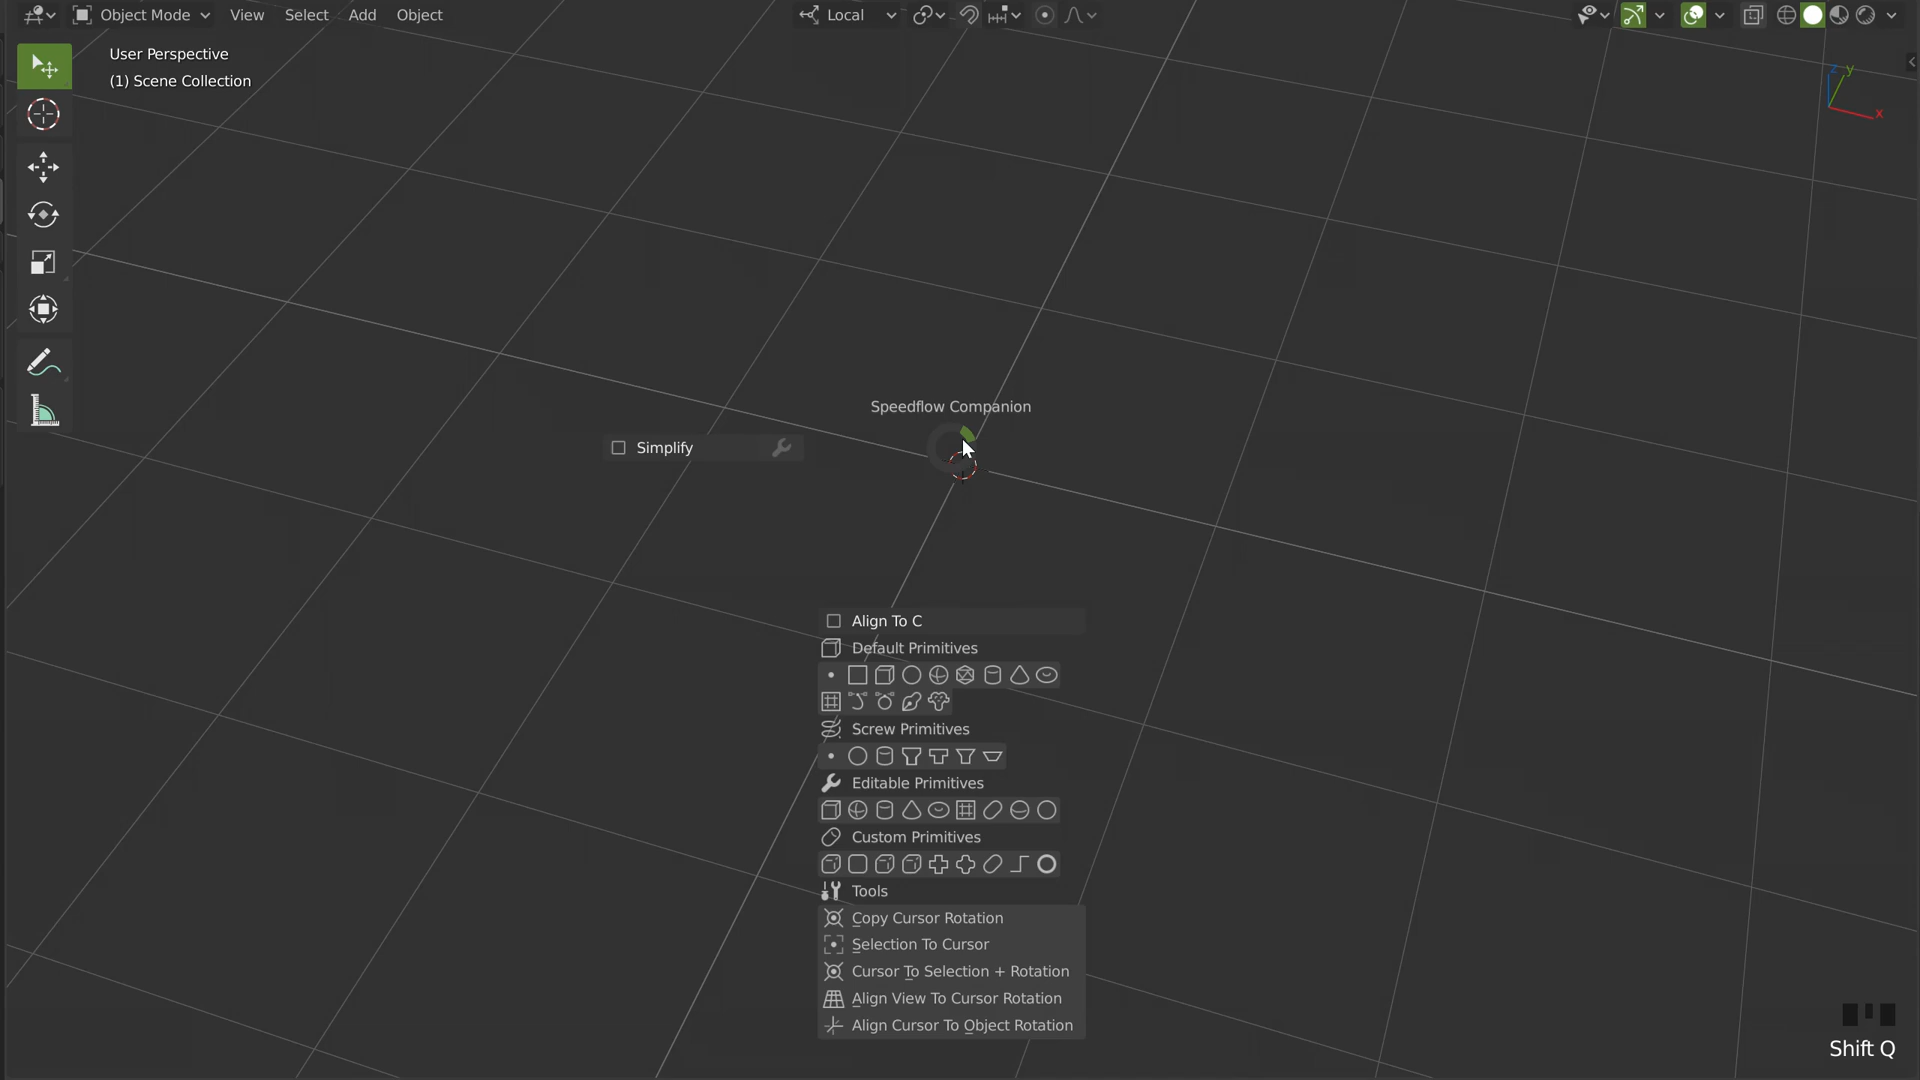 Object Mode View Select Add Object Local
User Perspective
(1) Scene Collection
z y
x
Speedflow Companion
Simplify
Align To C
Default Primitives
Screw Primitives
Editable Primitives
Custom Primitives
Tools
Copy Cursor Rotation
Selection To Cursor
Cursor To Selection + Rotation
Align View To Cursor Rotation
Align Cursor To Object Rotation
Shift Q